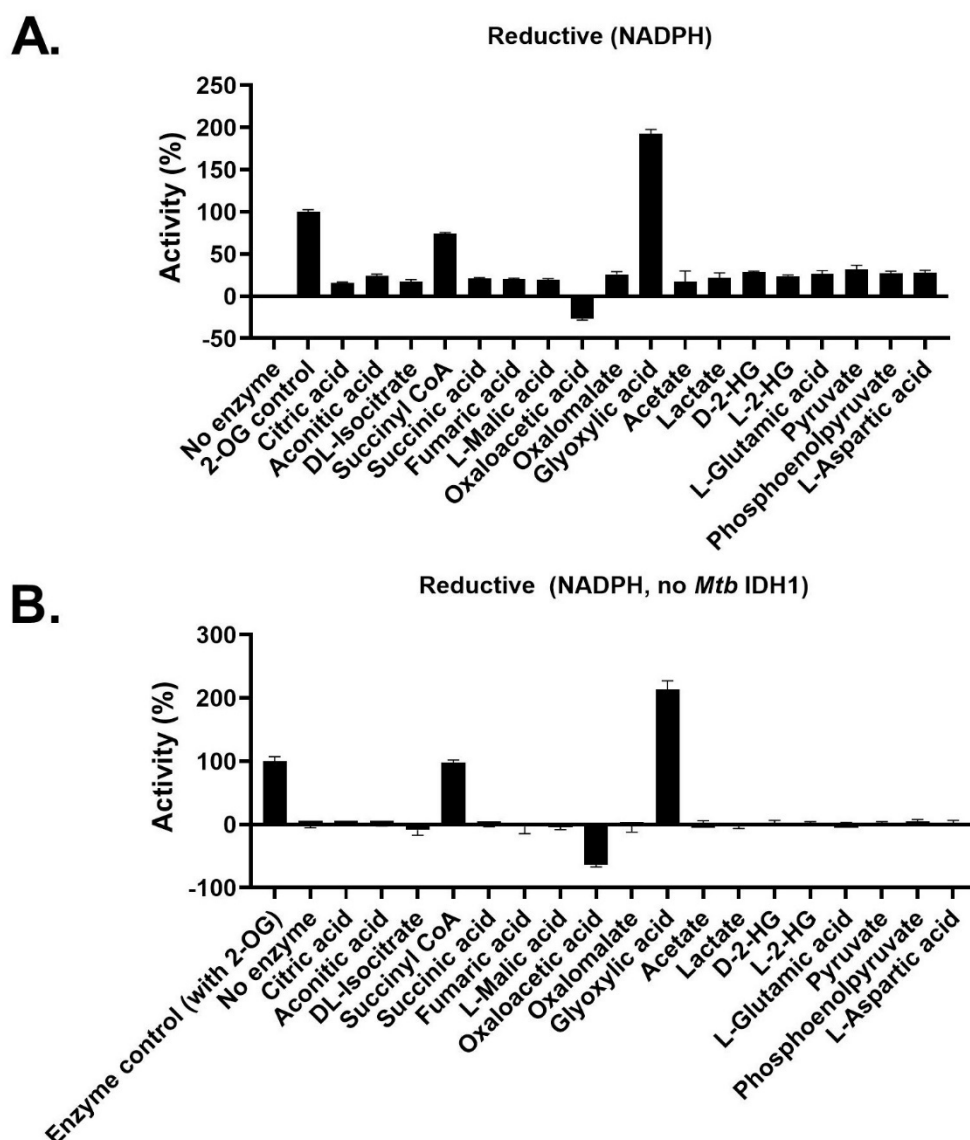 A.
Reductive (NADPH)
Activity (%)
250
200
150
100
50
0
-50
No enzyme
2-OG control
Citric acid
Aconitic acid
DL-Isocitrate
Succinyl CoA
Succinic acid
Fumaric acid
L-Malic acid
Oxaloacetic acid
Oxalomalate
Glyoxylic acid
Acetate
Lactate
D-2-HG
L-2-HG
L-Glutamic acid
Pyruvate
Phosphoenolpyruvate
L-Aspartic acid
B.
Reductive (NADPH, no Mtb IDH1)
Activity (%)
300
200
100
0
-100
Enzyme control (with 2-OG)
No enzyme
Citric acid
Aconitic acid
DL-Isocitrate
Succinyl CoA
Succinic acid
Fumaric acid
L-Malic acid
Oxaloacetic acid
Oxalomalate
Glyoxylic acid
Acetate
Lactate
D-2-HG
L-2-HG
L-Glutamic acid
Pyruvate
Phosphoenolpyruvate
L-Aspartic acid